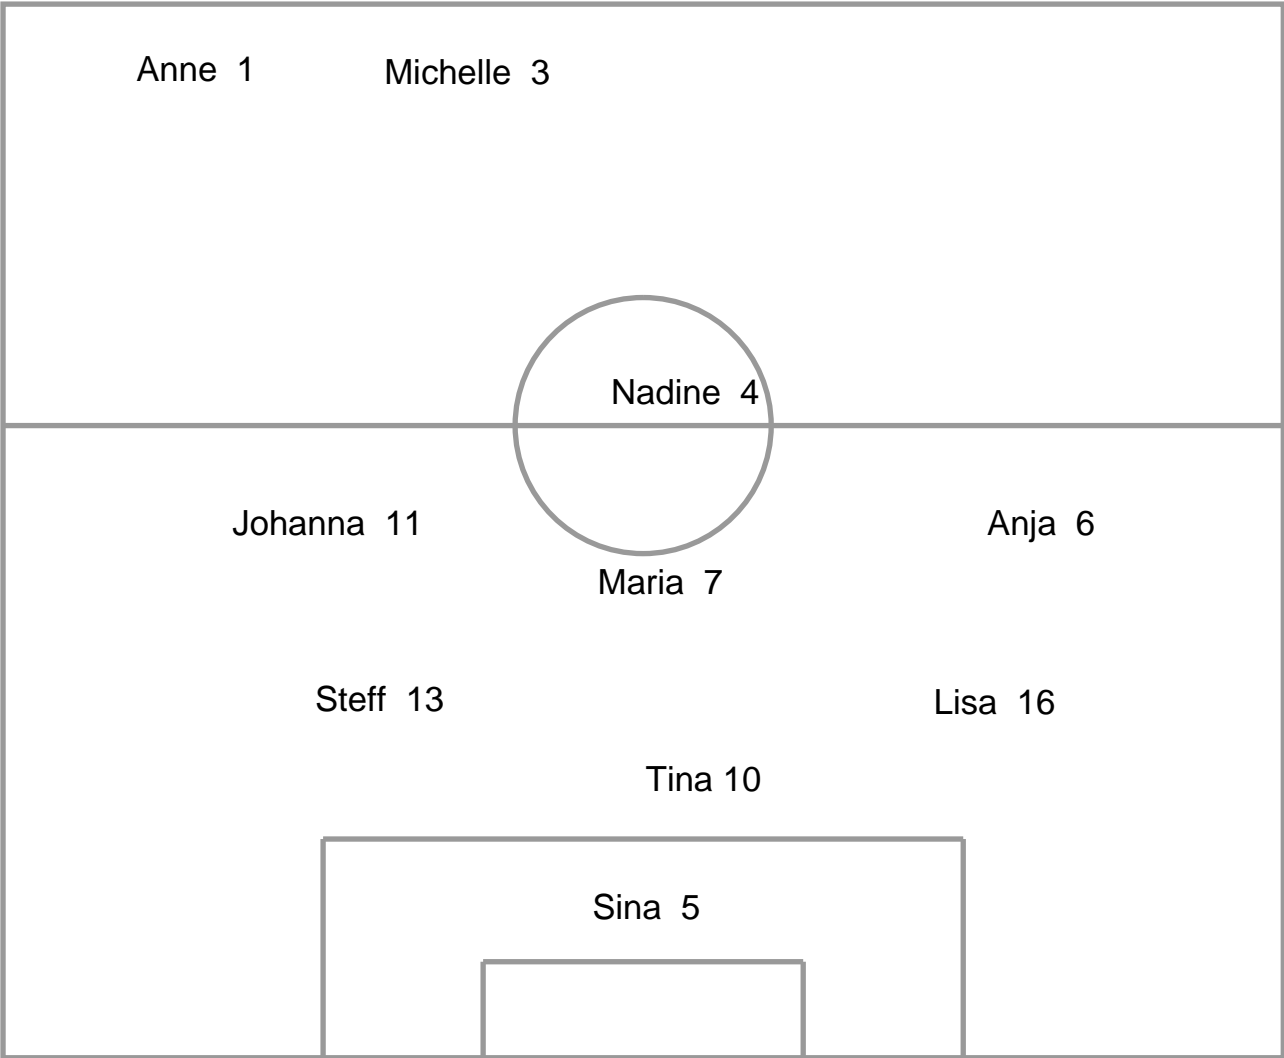 Anne 1
Michelle 3
Nadine 4
Johanna 11
Anja 6
Maria 7
Steff 13
Lisa 16
Tina 10
Sina 5